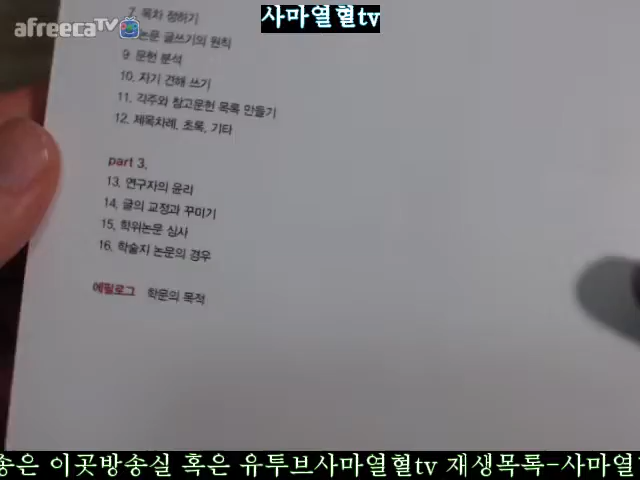 사마열혈tv
afreecaTV
7. 목차 정하기
논문 글쓰기의 원칙
9 문헌 분석
10. 자기 견해 쓰기
11. 각주와 참고문헌 목록 만들기
12. 제목차례, 초록, 기타
part 3.
13. 연구자의 윤리
14. 글의 교정과 꾸미기
15. 학위논문 심사
16. 학술지 논문의 경우
에필로그 학문의 목적
송은 이곳방송실 혹은 유투브사마열혈tv 재생목록-사마열